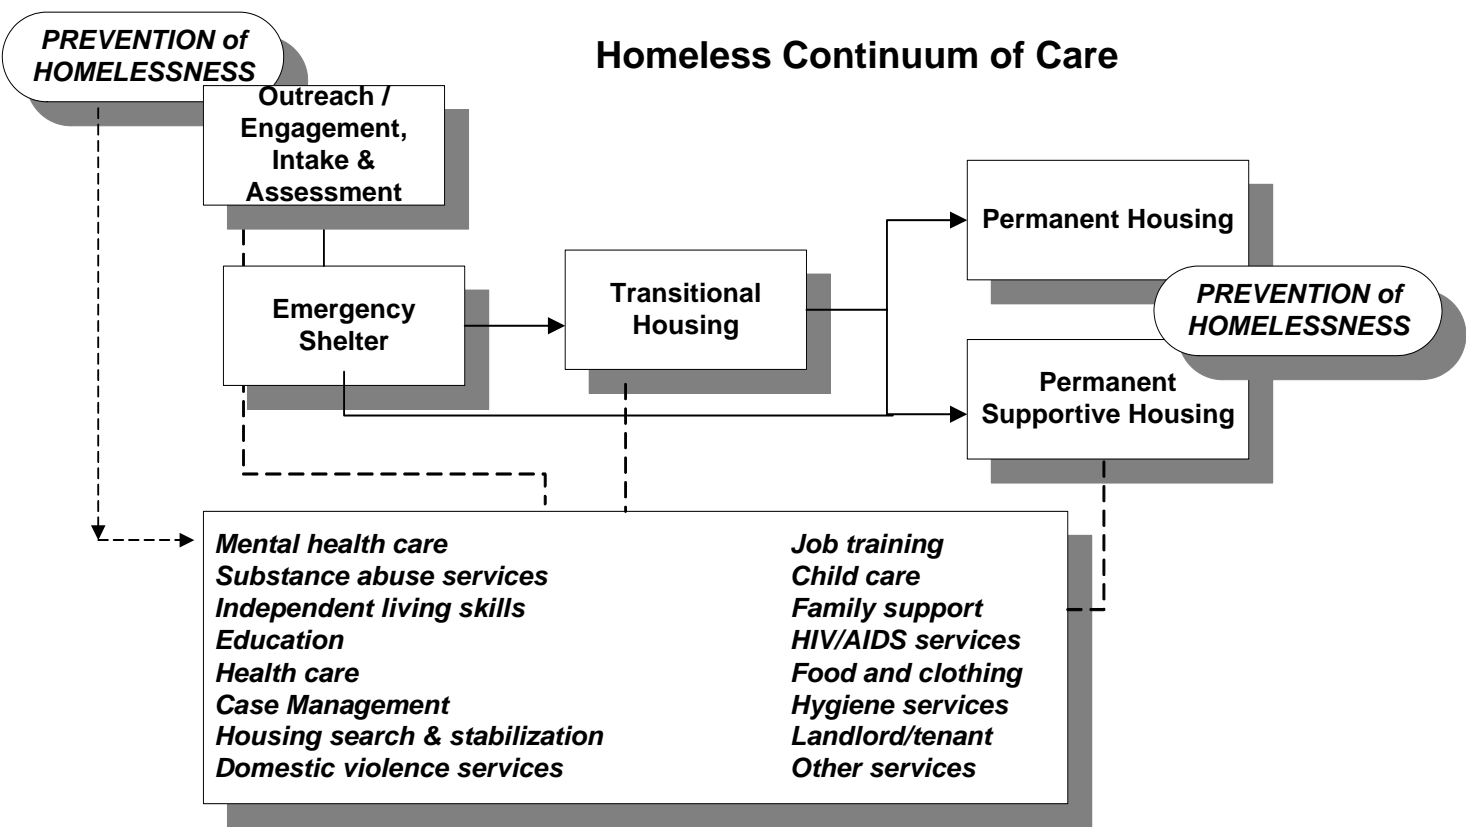 PREVENTION of
HOMELESSNESS
Homeless Continuum of Care
Outreach /
Engagement,
Intake &
Assessment
Emergency
Shelter
Transitional
Housing
Permanent Housing
PREVENTION of
HOMELESSNESS
Permanent
Supportive Housing
Mental health care
Substance abuse services
Independent living skills
Education
Health care
Case Management
Housing search & stabilization
Domestic violence services
Job training
Child care
Family support
HIV/AIDS services
Food and clothing
Hygiene services
Landlord/tenant
Other services